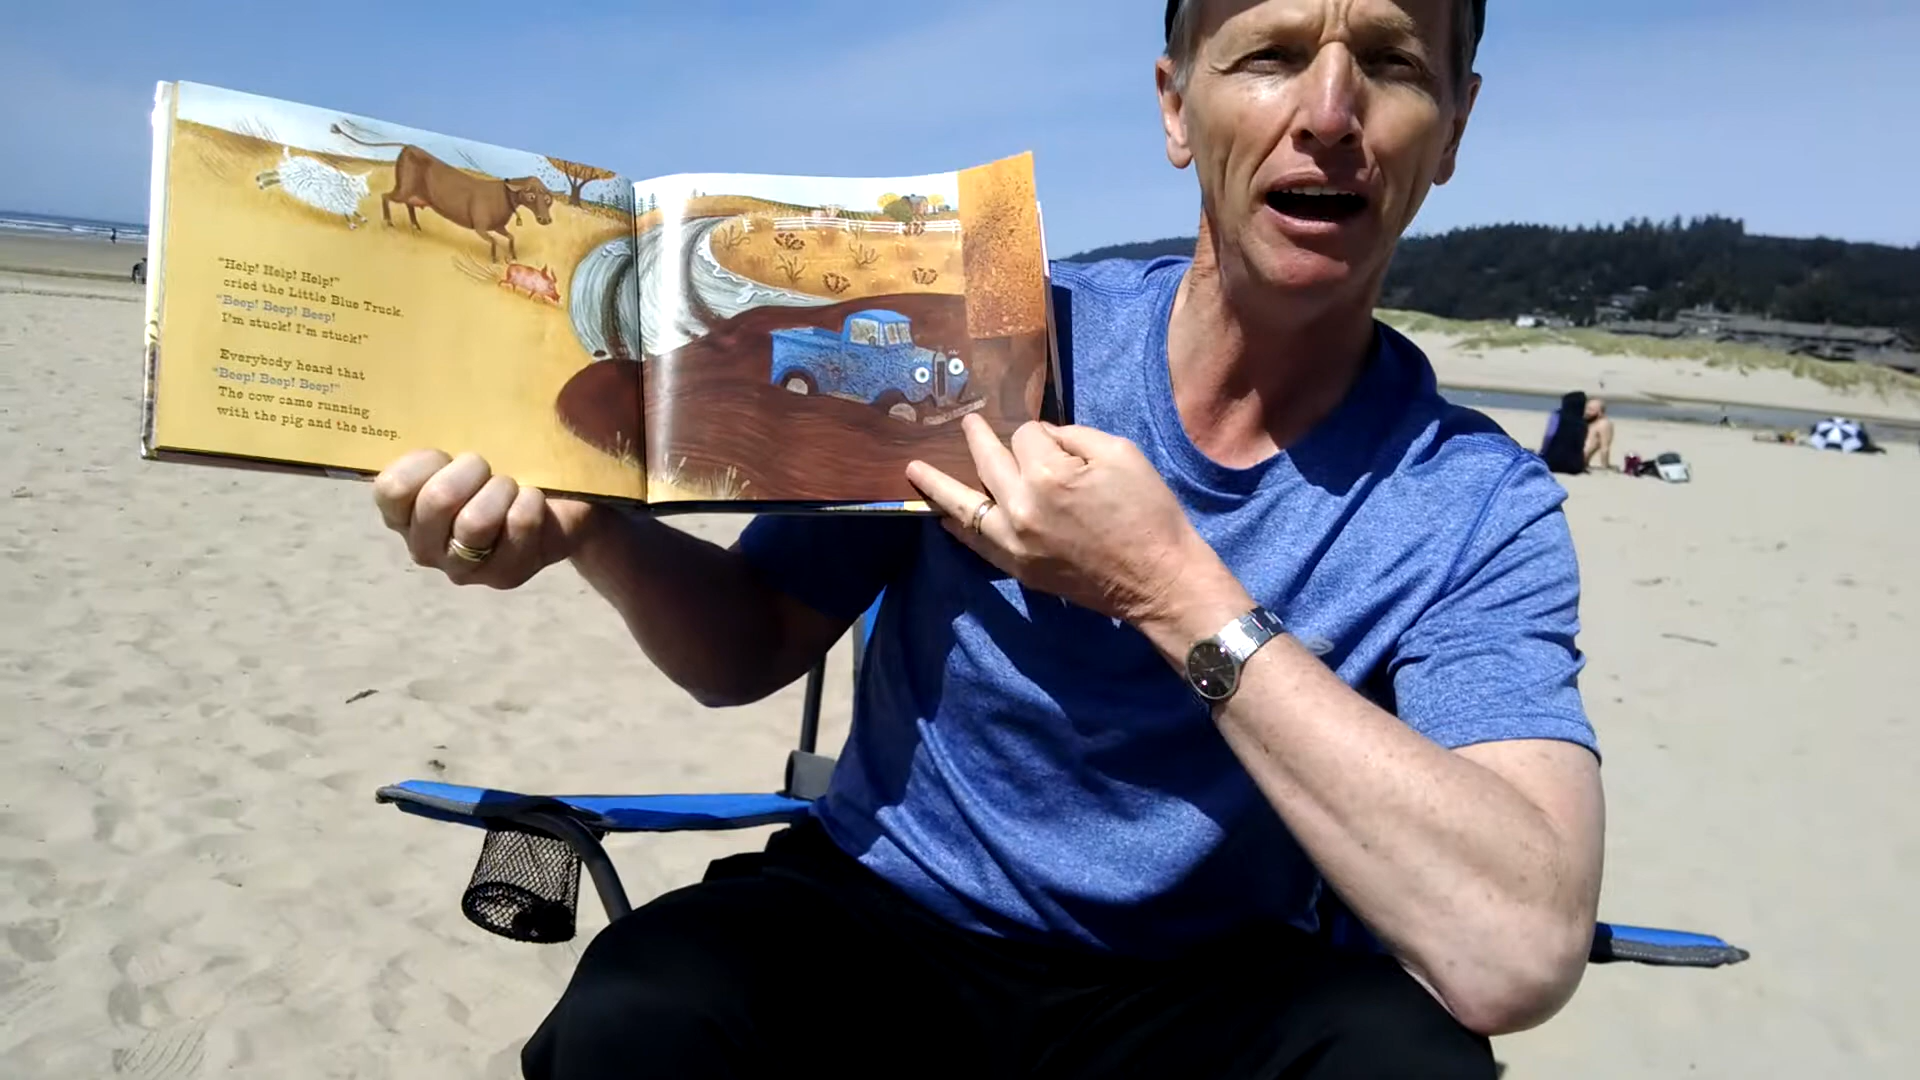 "Help! Help! Help!"
cried the Little Blue Truck.
"Beep! Beep! Beep!
I'm stuck! I'm stuck!"
Everybody heard that
"Beep! Beep! Beep!"
The cow came running
with the pig and the sheep.